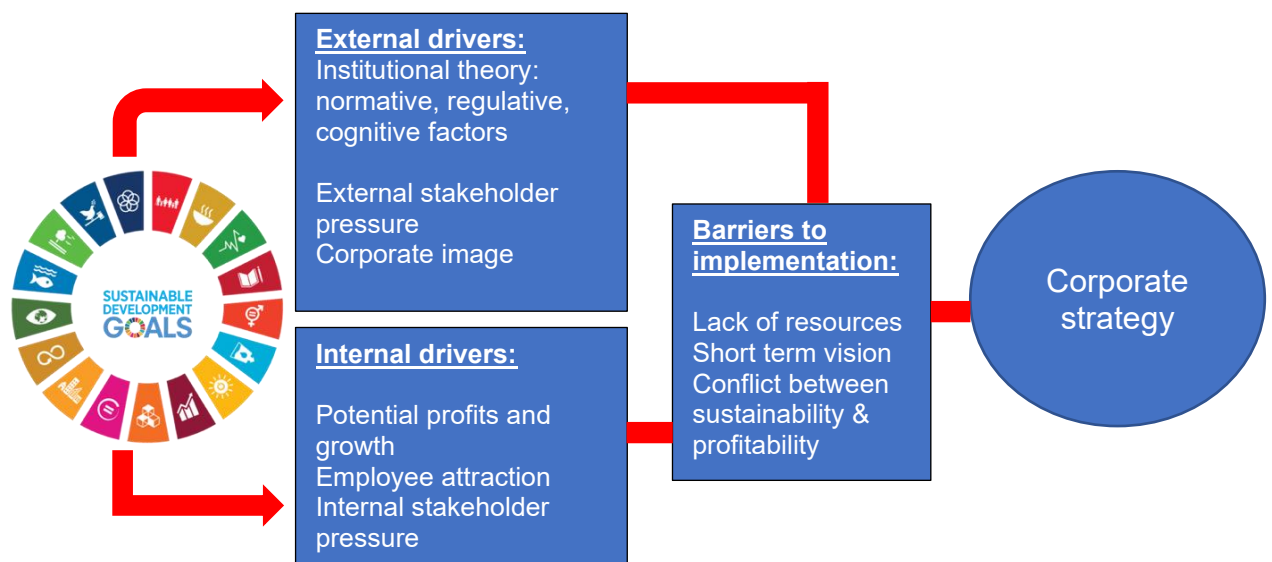 External drivers:
Institutional theory:
normative, regulative,
cognitive factors
External stakeholder
pressure
Corporate image
SUSTAINABLE
DEVELOPMENT
GOALS
Internal drivers:
Potential profits and
growth
Employee attraction
Internal stakeholder
pressure
Barriers to
implementation:
Lack of resources
Short term vision
Conflict between
sustainability &
profitability
Corporate
strategy